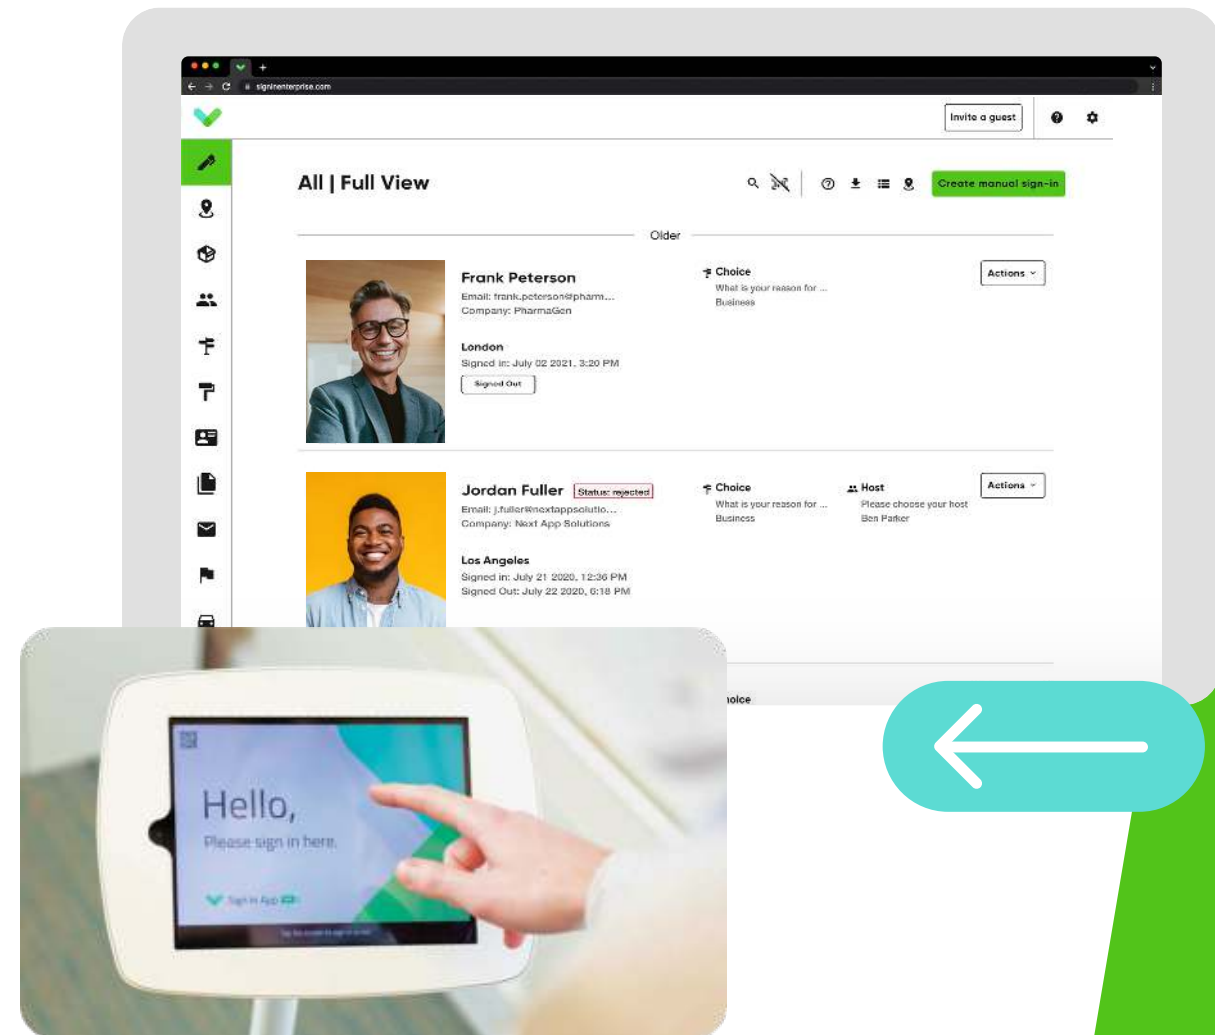 signinenterprise.com
Invite a guest
All | Full View
Create manual sign-in
Older
Frank Peterson
Email: frank.peterson@pharm...
Company: PharmaGen
London
Signed in: July 02 2021, 3:20 PM
Signed Out
Choice
What is your reason for ...
Business
Actions
Jordan Fuller
Status: rejected
Email: j.fuller@nextappsolutio...
Company: Next App Solutions
Los Angeles
Signed in: July 21 2020, 12:36 PM
Signed Out: July 22 2020, 6:18 PM
Choice
What is your reason for ...
Business
Host
Please choose your host
Ben Parker
Actions
Hello,
Please sign in here.
Sign In App